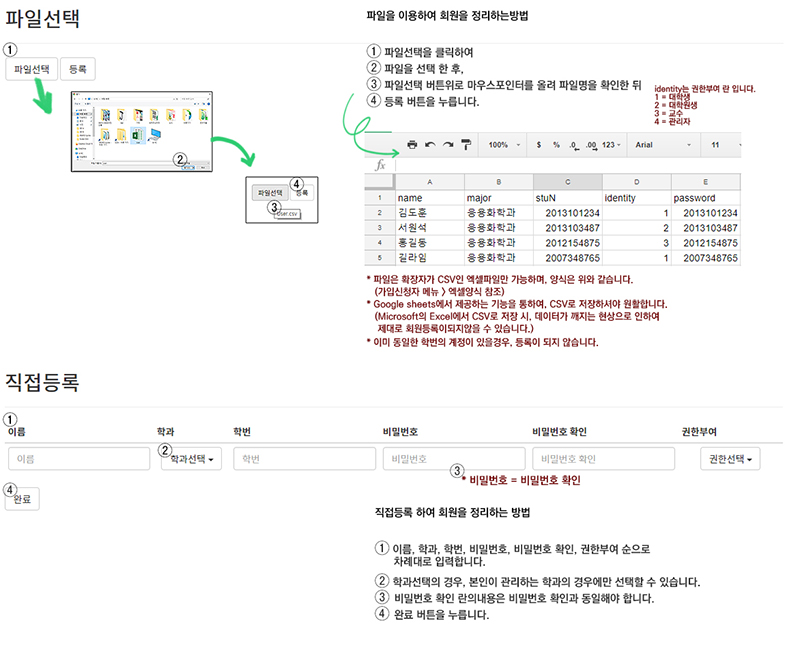 파일선택
파일을 이용하여 회원을 정리하는방법
①
파일선택 등록
① 파일선택을 클릭하여
② 파일을 선택 한 후,
③ 파일선택 버튼위로 마우스포인터를 올려 파일명을 확인한 뒤
④ 등록 버튼을 누릅니다.
identity는 권한부여 란 입니다.
1 = 대학생
2 = 대학원생
3 = 교수
4 = 관리자
②
④
파일선택 등록
③
user.csv
100% $ % .0 .00 123 Arial 11
fx
A B C D E
1 name major stuN identity password
2 김도훈 응용화학과 2013101234 1 2013101234
3 서원석 응용화학과 2013103487 2 2013103487
4 홍길동 응용화학과 2012154875 3 2012154875
5 길라임 응용화학과 2007348765 1 2007348765
* 파일은 확장자가 CSV인 엑셀파일만 가능하며, 양식은 위와 같습니다.
(가입신청자 메뉴 > 엑셀양식 참조)
* Google sheets에서 제공하는 기능을 통하여, CSV로 저장하셔야 원활합니다.
(Microsoft의 Excel에서 CSV로 저장 시, 데이터가 깨지는 현상으로 인하여
제대로 회원등록이되지않을 수 있습니다.)
* 이미 동일한 학번의 계정이 있을경우, 등록이 되지 않습니다.
직접등록
①
이름 학과 학번 비밀번호 비밀번호 확인 권한부여
②
이름 학과선택 학번 비밀번호 비밀번호 확인 권한선택
③
* 비밀번호 = 비밀번호 확인
④
완료
직접등록 하여 회원을 정리하는 방법
① 이름, 학과, 학번, 비밀번호, 비밀번호 확인, 권한부여 순으로
차례대로 입력합니다.
② 학과선택의 경우, 본인이 관리하는 학과의 경우에만 선택할 수 있습니다.
③ 비밀번호 확인 란의내용은 비밀번호 확인과 동일해야 합니다.
④ 완료 버튼을 누릅니다.